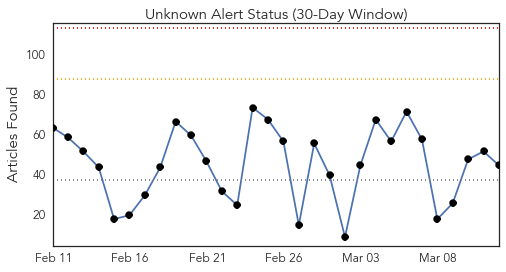 Unknown Alert Status (30-Day Window)
Articles Found
100
80
60
40
20
Feb 11 Feb 16 Feb 21 Feb 26 Mar 03 Mar 08